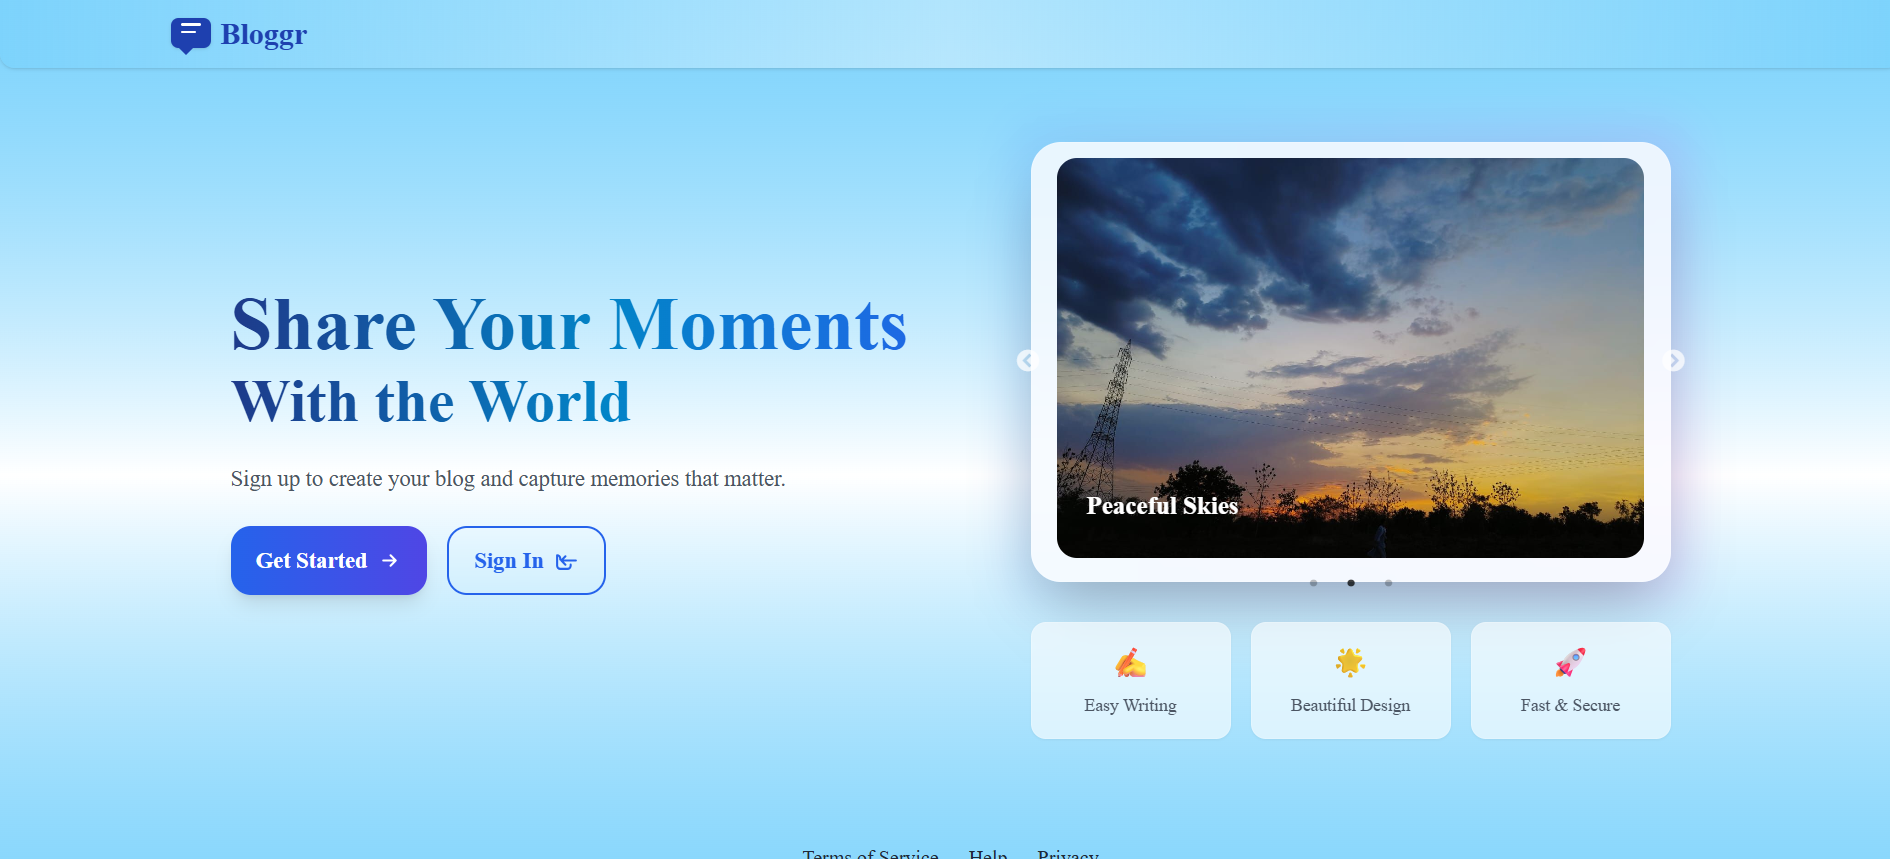 Bloggr
Share Your Moments
With the World
Sign up to create your blog and capture memories that matter.
Get Started
Sign In
Peaceful Skies
Easy Writing
Beautiful Design
Fast & Secure
Terms of Service Help Privacy